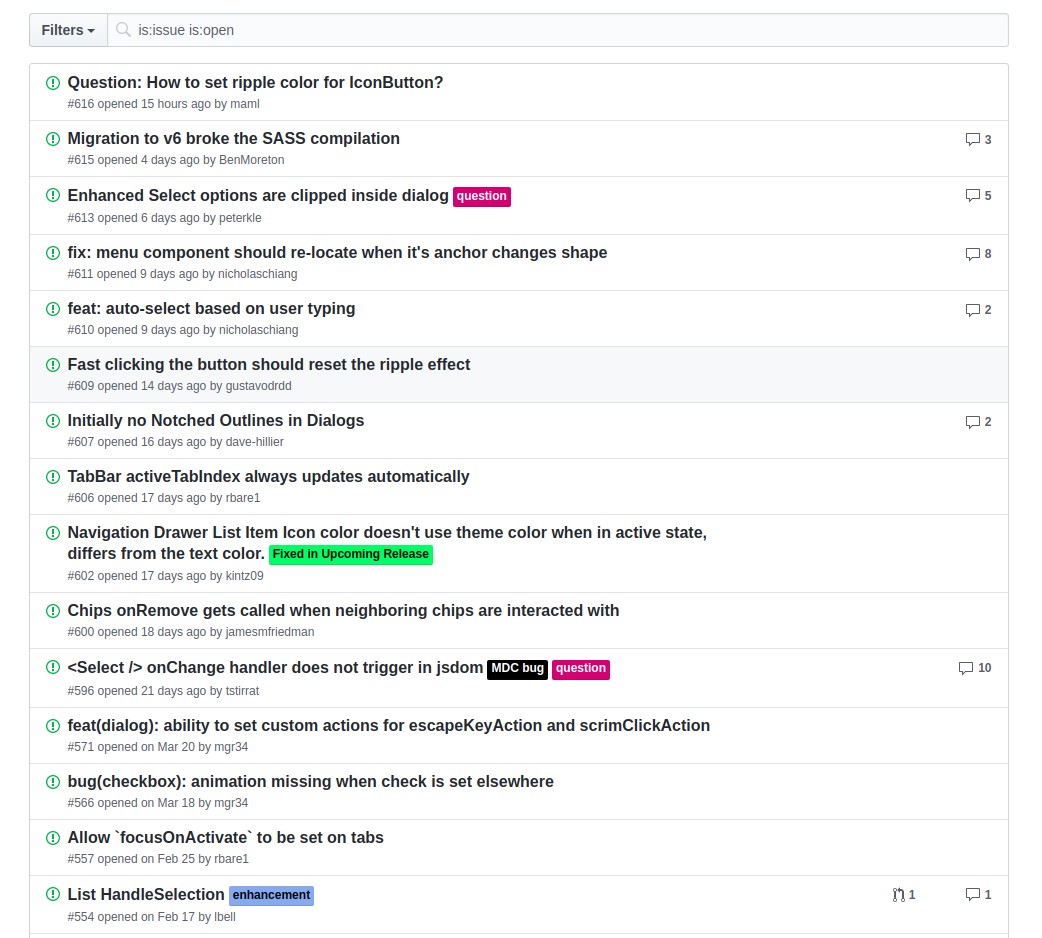 Filters is:issue is:open
Question: How to set ripple color for IconButton?
#616 opened 15 hours ago by maml
Migration to v6 broke the SASS compilation 3
#615 opened 4 days ago by BenMoreton
Enhanced Select options are clipped inside dialog question 5
#613 opened 6 days ago by peterkle
fix: menu component should re-locate when it's anchor changes shape 8
#611 opened 9 days ago by nicholaschiang
feat: auto-select based on user typing 2
#610 opened 9 days ago by nicholaschiang
Fast clicking the button should reset the ripple effect
#609 opened 14 days ago by gustavodrdd
Initially no Notched Outlines in Dialogs 2
#607 opened 16 days ago by dave-hillier
TabBar activeTabIndex always updates automatically
#606 opened 17 days ago by rbare1
Navigation Drawer List Item Icon color doesn't use theme color when in active state,
differs from the text color. Fixed in Upcoming Release
#602 opened 17 days ago by kintz09
Chips onRemove gets called when neighboring chips are interacted with
#600 opened 18 days ago by jamesmfriedman
<Select /> onChange handler does not trigger in jsdom MDC bug question 10
#596 opened 21 days ago by tstirrat
feat(dialog): ability to set custom actions for escapeKeyAction and scrimClickAction
#571 opened on Mar 20 by mgr34
bug(checkbox): animation missing when check is set elsewhere
#566 opened on Mar 18 by mgr34
Allow `focusOnActivate` to be set on tabs
#557 opened on Feb 25 by rbare1
List HandleSelection enhancement 1 1
#554 opened on Feb 17 by lbell